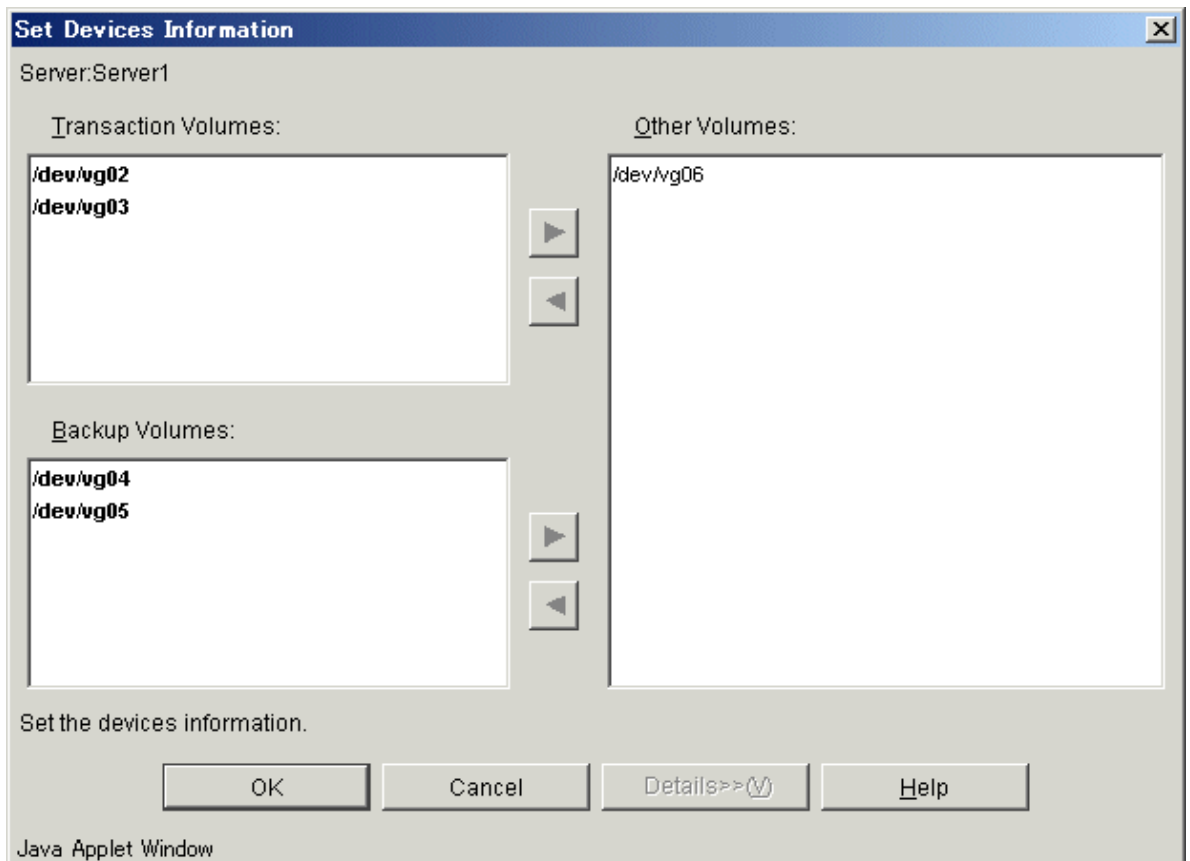 Set Devices Information
Server:Server1
Transaction Volumes:
/dev/vg02
/dev/vg03
Other Volumes:
/dev/vg06
Backup Volumes:
/dev/vg04
/dev/vg05
Set the devices information.
OK
Cancel
Details>>(V)
Help
Java Applet Window